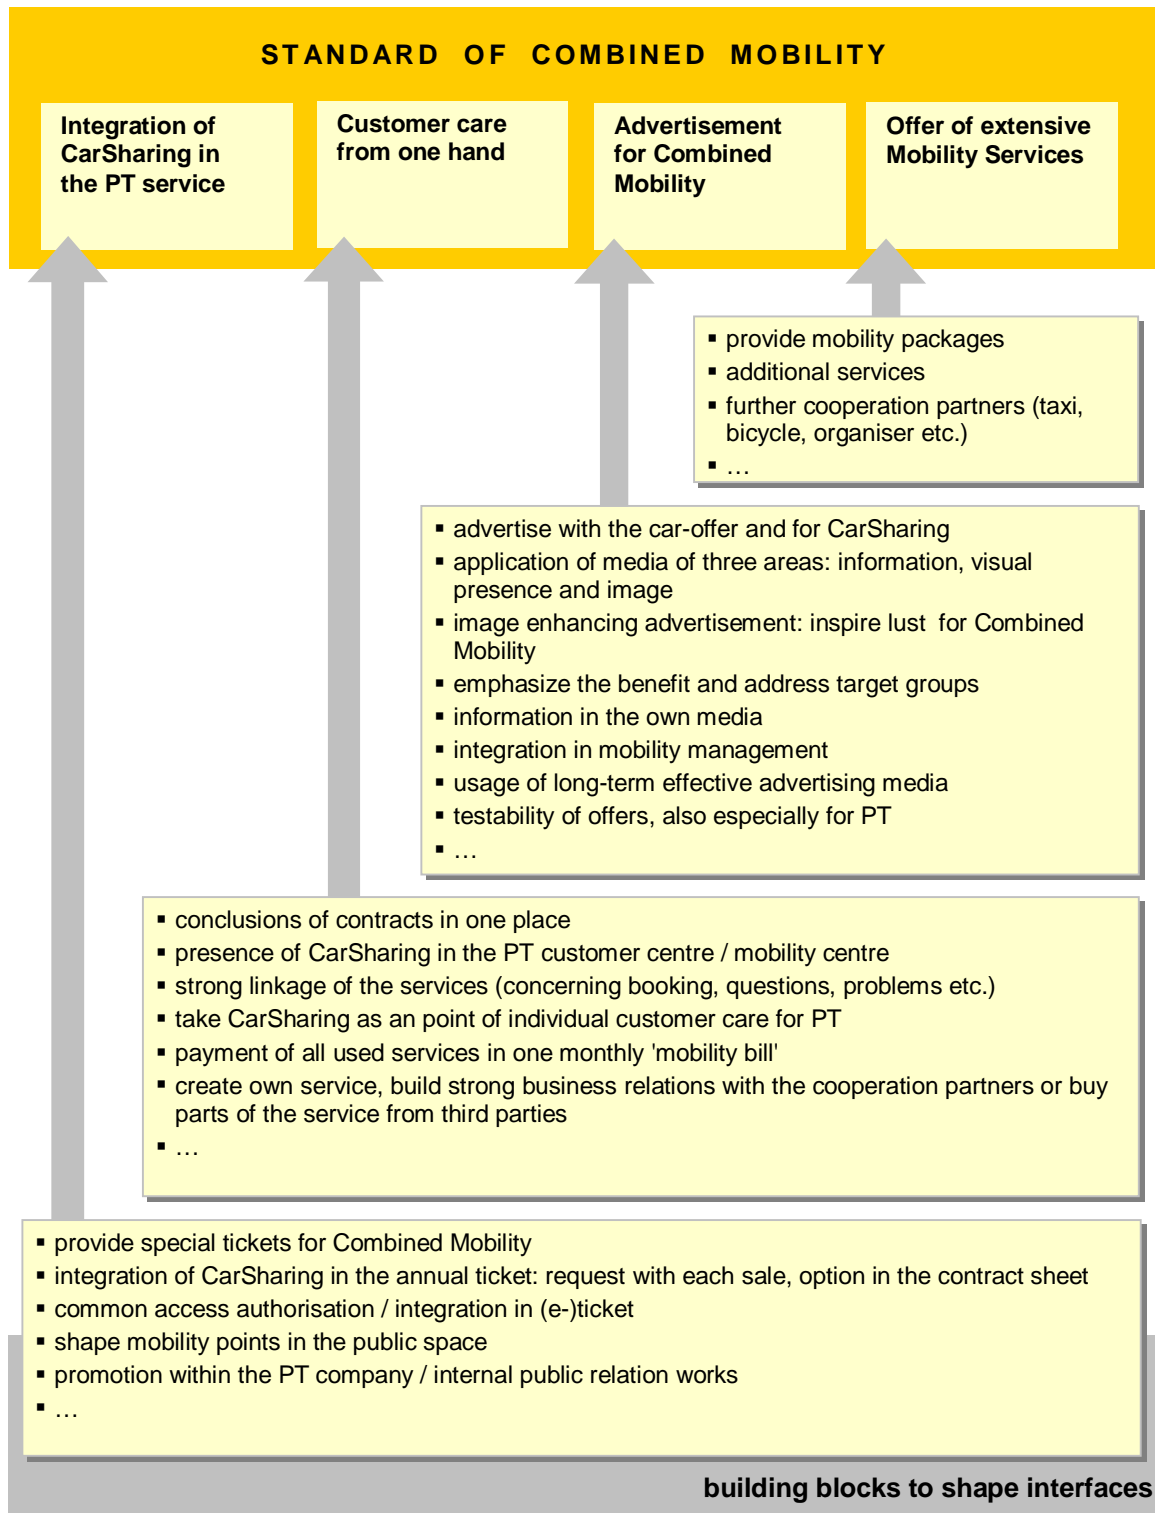 STANDARD OF COMBINED MOBILITY
Integration of
CarSharing in
the PT service
Customer care
from one hand
Advertisement
for Combined
Mobility
Offer of extensive
Mobility Services
▪ provide mobility packages
▪ additional services
▪ further cooperation partners (taxi,
bicycle, organiser etc.)
▪ …
▪ advertise with the car-offer and for CarSharing
▪ application of media of three areas: information, visual
presence and image
▪ image enhancing advertisement: inspire lust  for Combined
Mobility
▪ emphasize the benefit and address target groups
▪ information in the own media
▪ integration in mobility management
▪ usage of long-term effective advertising media
▪ testability of offers, also especially for PT
▪ …
▪ conclusions of contracts in one place
▪ presence of CarSharing in the PT customer centre / mobility centre
▪ strong linkage of the services (concerning booking, questions, problems etc.)
▪ take CarSharing as an point of individual customer care for PT
▪ payment of all used services in one monthly 'mobility bill'
▪ create own service, build strong business relations with the cooperation partners or buy
parts of the service from third parties
▪ …
▪ provide special tickets for Combined Mobility
▪ integration of CarSharing in the annual ticket: request with each sale, option in the contract sheet
▪ common access authorisation / integration in (e-)ticket
▪ shape mobility points in the public space
▪ promotion within the PT company / internal public relation works
▪ …
building blocks to shape interfaces